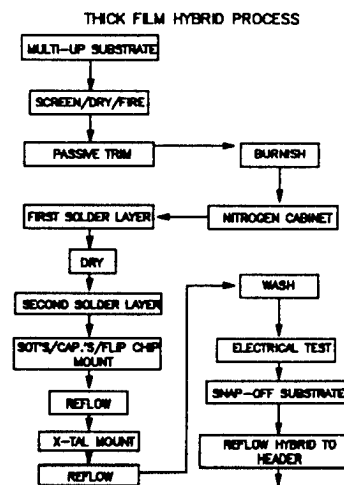 THICK FILM HYBRID PROCESS
MULTI-UP SUBSTRATE
SCREEN/DRY/FIRE
PASSIVE TRIM
BURNISH
NITROGEN CABINET
FIRST SOLDER LAYER
DRY
SECOND SOLDER LAYER
SOT'S/CAP.'S/FLIP CHIP
MOUNT
REFLOW
X-TAL MOUNT
REFLOW
WASH
ELECTRICAL TEST
SNAP-OFF SUBSTRATE
REFLOW HYBRID TO
HEADER